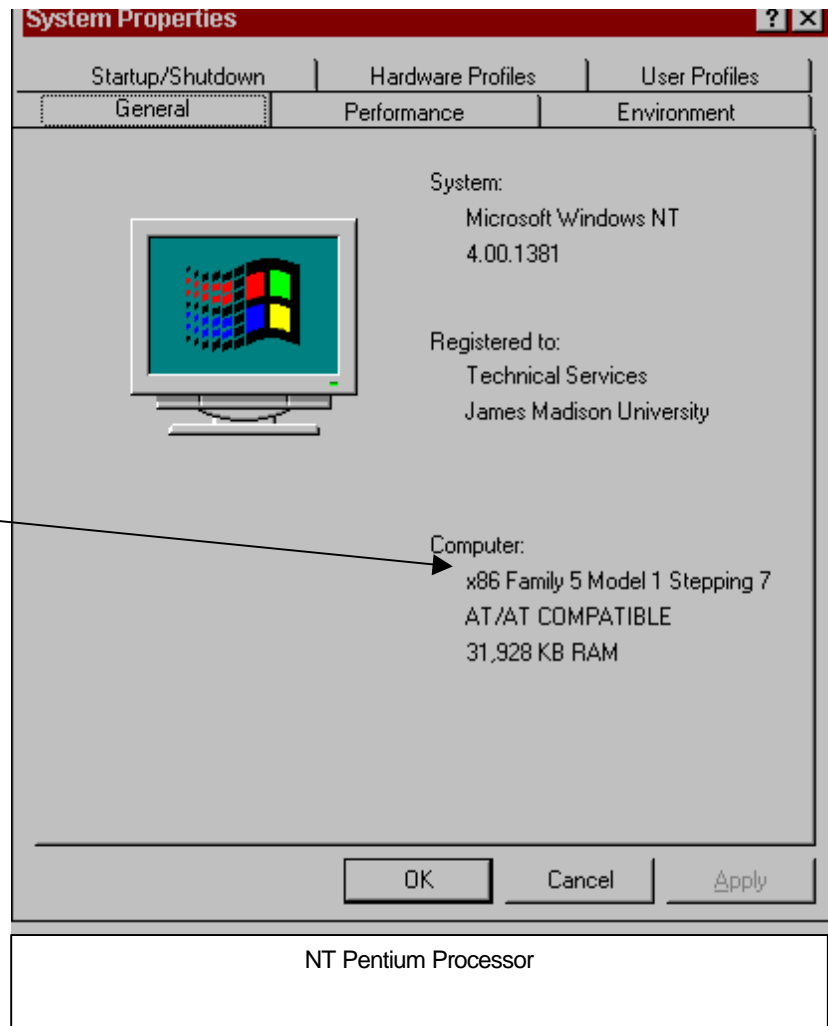 System Properties
Startup/Shutdown Hardware Profiles User Profiles
General Performance Environment
System:
Microsoft Windows NT
4.00.1381
Registered to:
Technical Services
James Madison University
Computer:
x86 Family 5 Model 1 Stepping 7
AT/AT COMPATIBLE
31,928 KB RAM
OK Cancel Apply
NT Pentium Processor